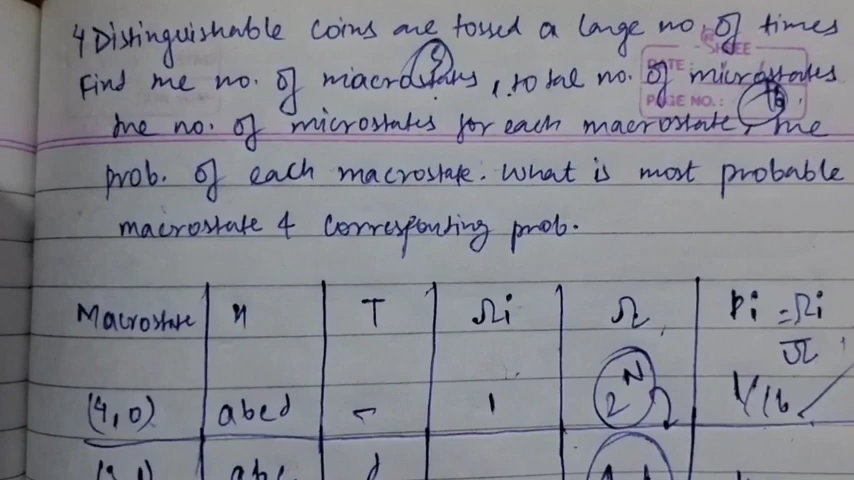 4 Distinguishable coins are tossed a large no. of times
Find the no. of macrostates, total no. of microstates
the no. of microstates for each macrostate, the
prob. of each macrostate. What is most probable
macrostate & corresponding prob.
DATE:
PAGE NO.:
Macrostate H T Ωi Ω Pi = Ωi/Ω
(4,0) abcd - 1 2^N 1/16
abc d